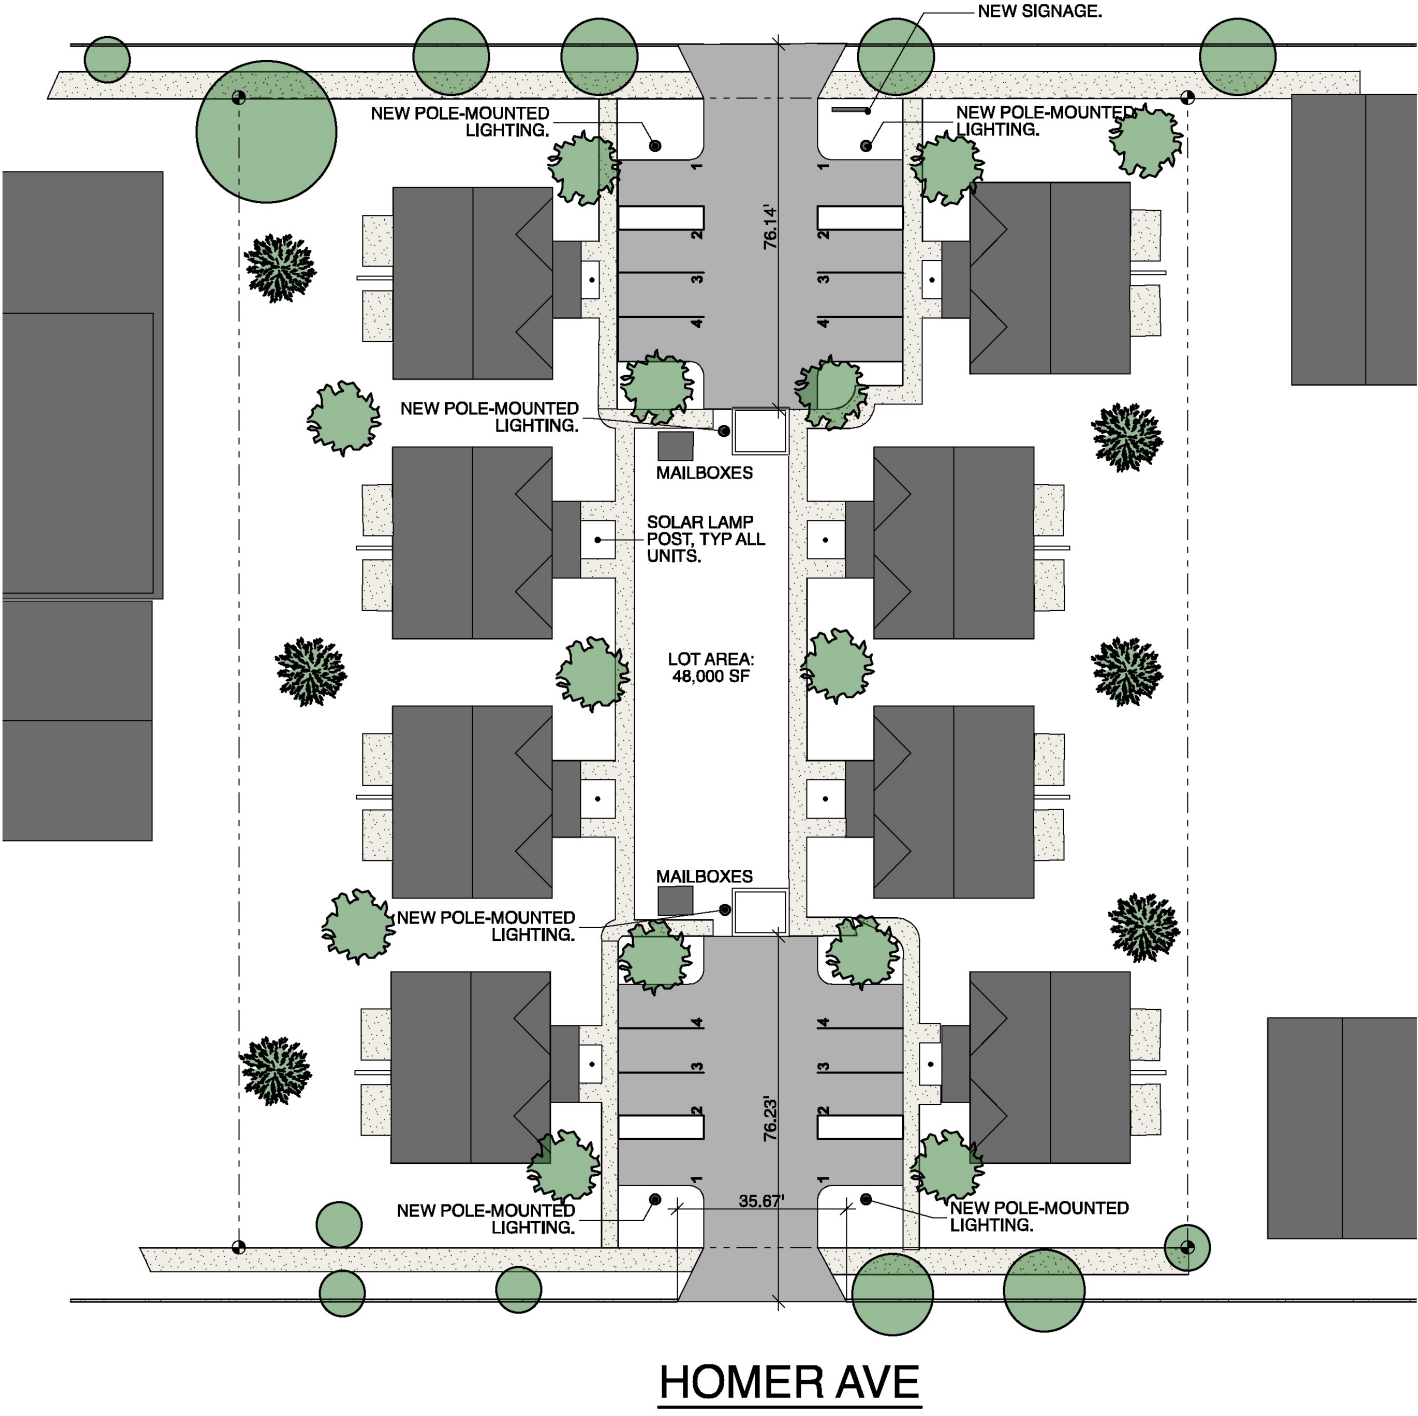 NEW SIGNAGE.
NEW POLE-MOUNTED
LIGHTING.
NEW POLE-MOUNTED
LIGHTING.
1
1
76.14'
2
2
3
3
4
4
NEW POLE-MOUNTED
LIGHTING.
MAILBOXES
SOLAR LAMP
POST, TYP ALL
UNITS.
LOT AREA:
48,000 SF
MAILBOXES
NEW POLE-MOUNTED
LIGHTING.
4
4
3
3
2
2
76.23'
1
1
35.67'
NEW POLE-MOUNTED
LIGHTING.
NEW POLE-MOUNTED
LIGHTING.
HOMER AVE